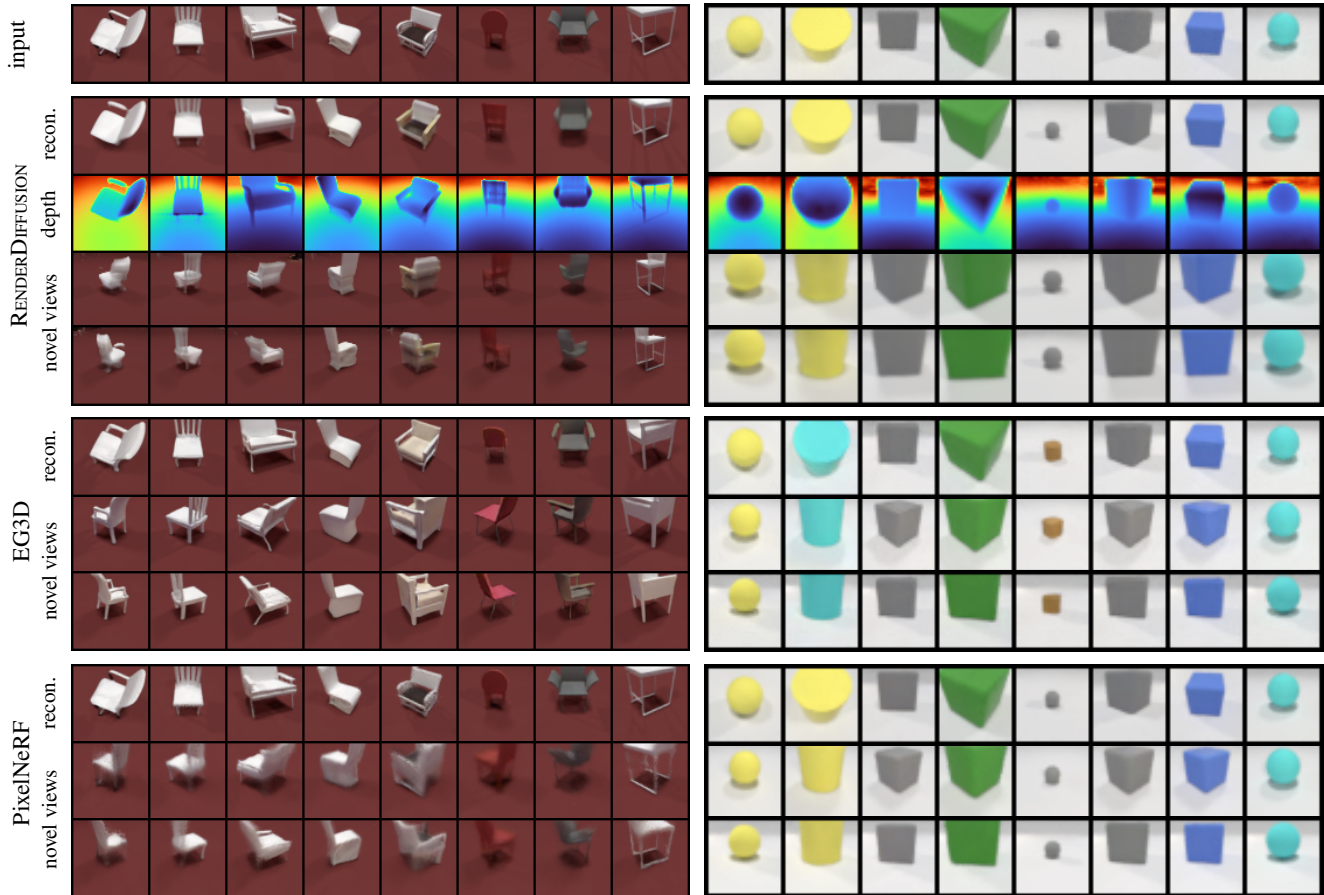 input
RENDERDIFFUSION
recon.
depth
novel views
EG3D
recon.
novel views
PixelNeRF
recon.
novel views